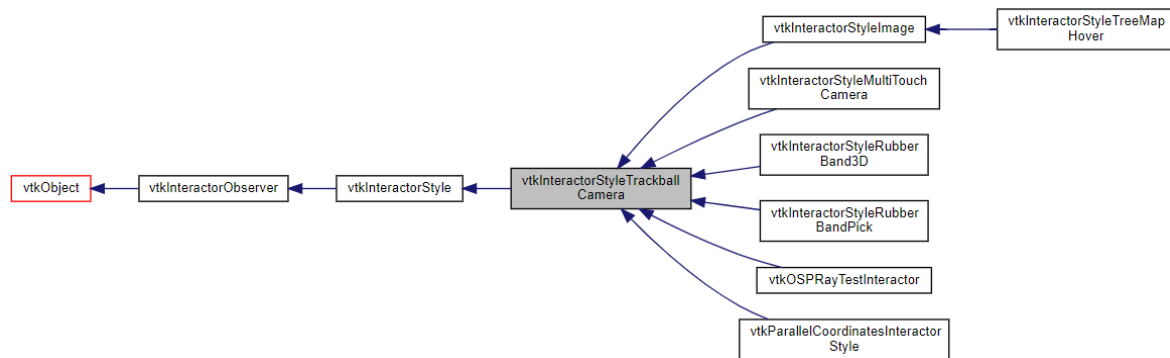 vtkInteractorStyleImage
vtkInteractorStyleTreeMap
Hover
vtkInteractorStyleMultiTouch
Camera
vtkInteractorStyleRubber
Band3D
vtkObject
vtkInteractorObserver
vtkInteractorStyle
vtkInteractorStyleTrackball
Camera
vtkInteractorStyleRubber
BandPick
vtkOSPRayTestInteractor
vtkParallelCoordinatesInteractor
Style